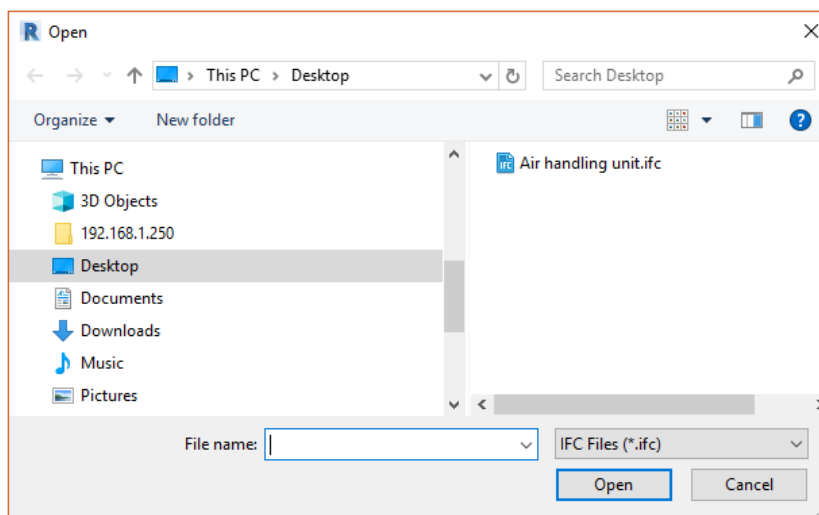 R Open
This PC > Desktop
Search Desktop
Organize
New folder
?
This PC
3D Objects
192.168.1.250
Desktop
Documents
Downloads
Music
Pictures
IFC Air handling unit.ifc
File name:
IFC Files (*.ifc)
Open
Cancel